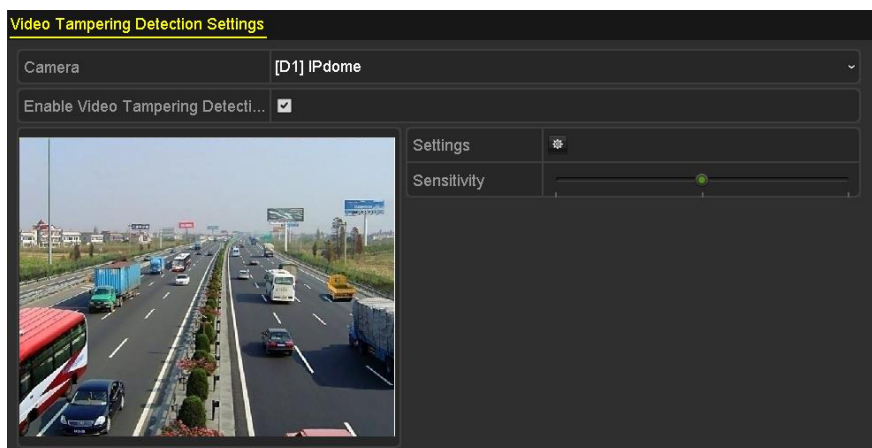 Video Tampering Detection Settings
Camera
[D1] IPdome
Enable Video Tampering Detecti...
Settings
Sensitivity